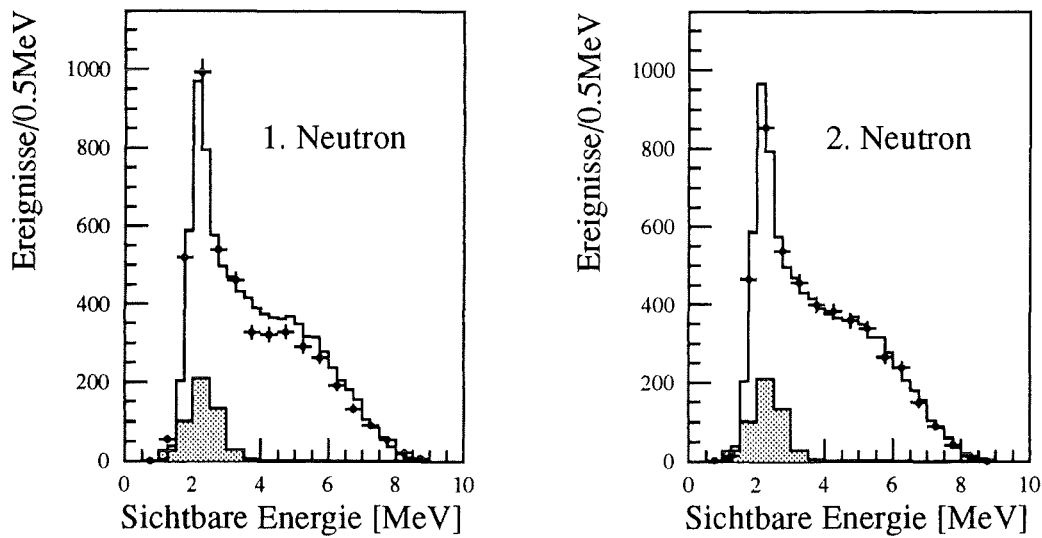 Ereignisse/0.5MeV
1000
800
600
400
200
0
1. Neutron
0 2 4 6 8 10
Sichtbare Energie [MeV]
Ereignisse/0.5MeV
1000
800
600
400
200
0
2. Neutron
0 2 4 6 8 10
Sichtbare Energie [MeV]